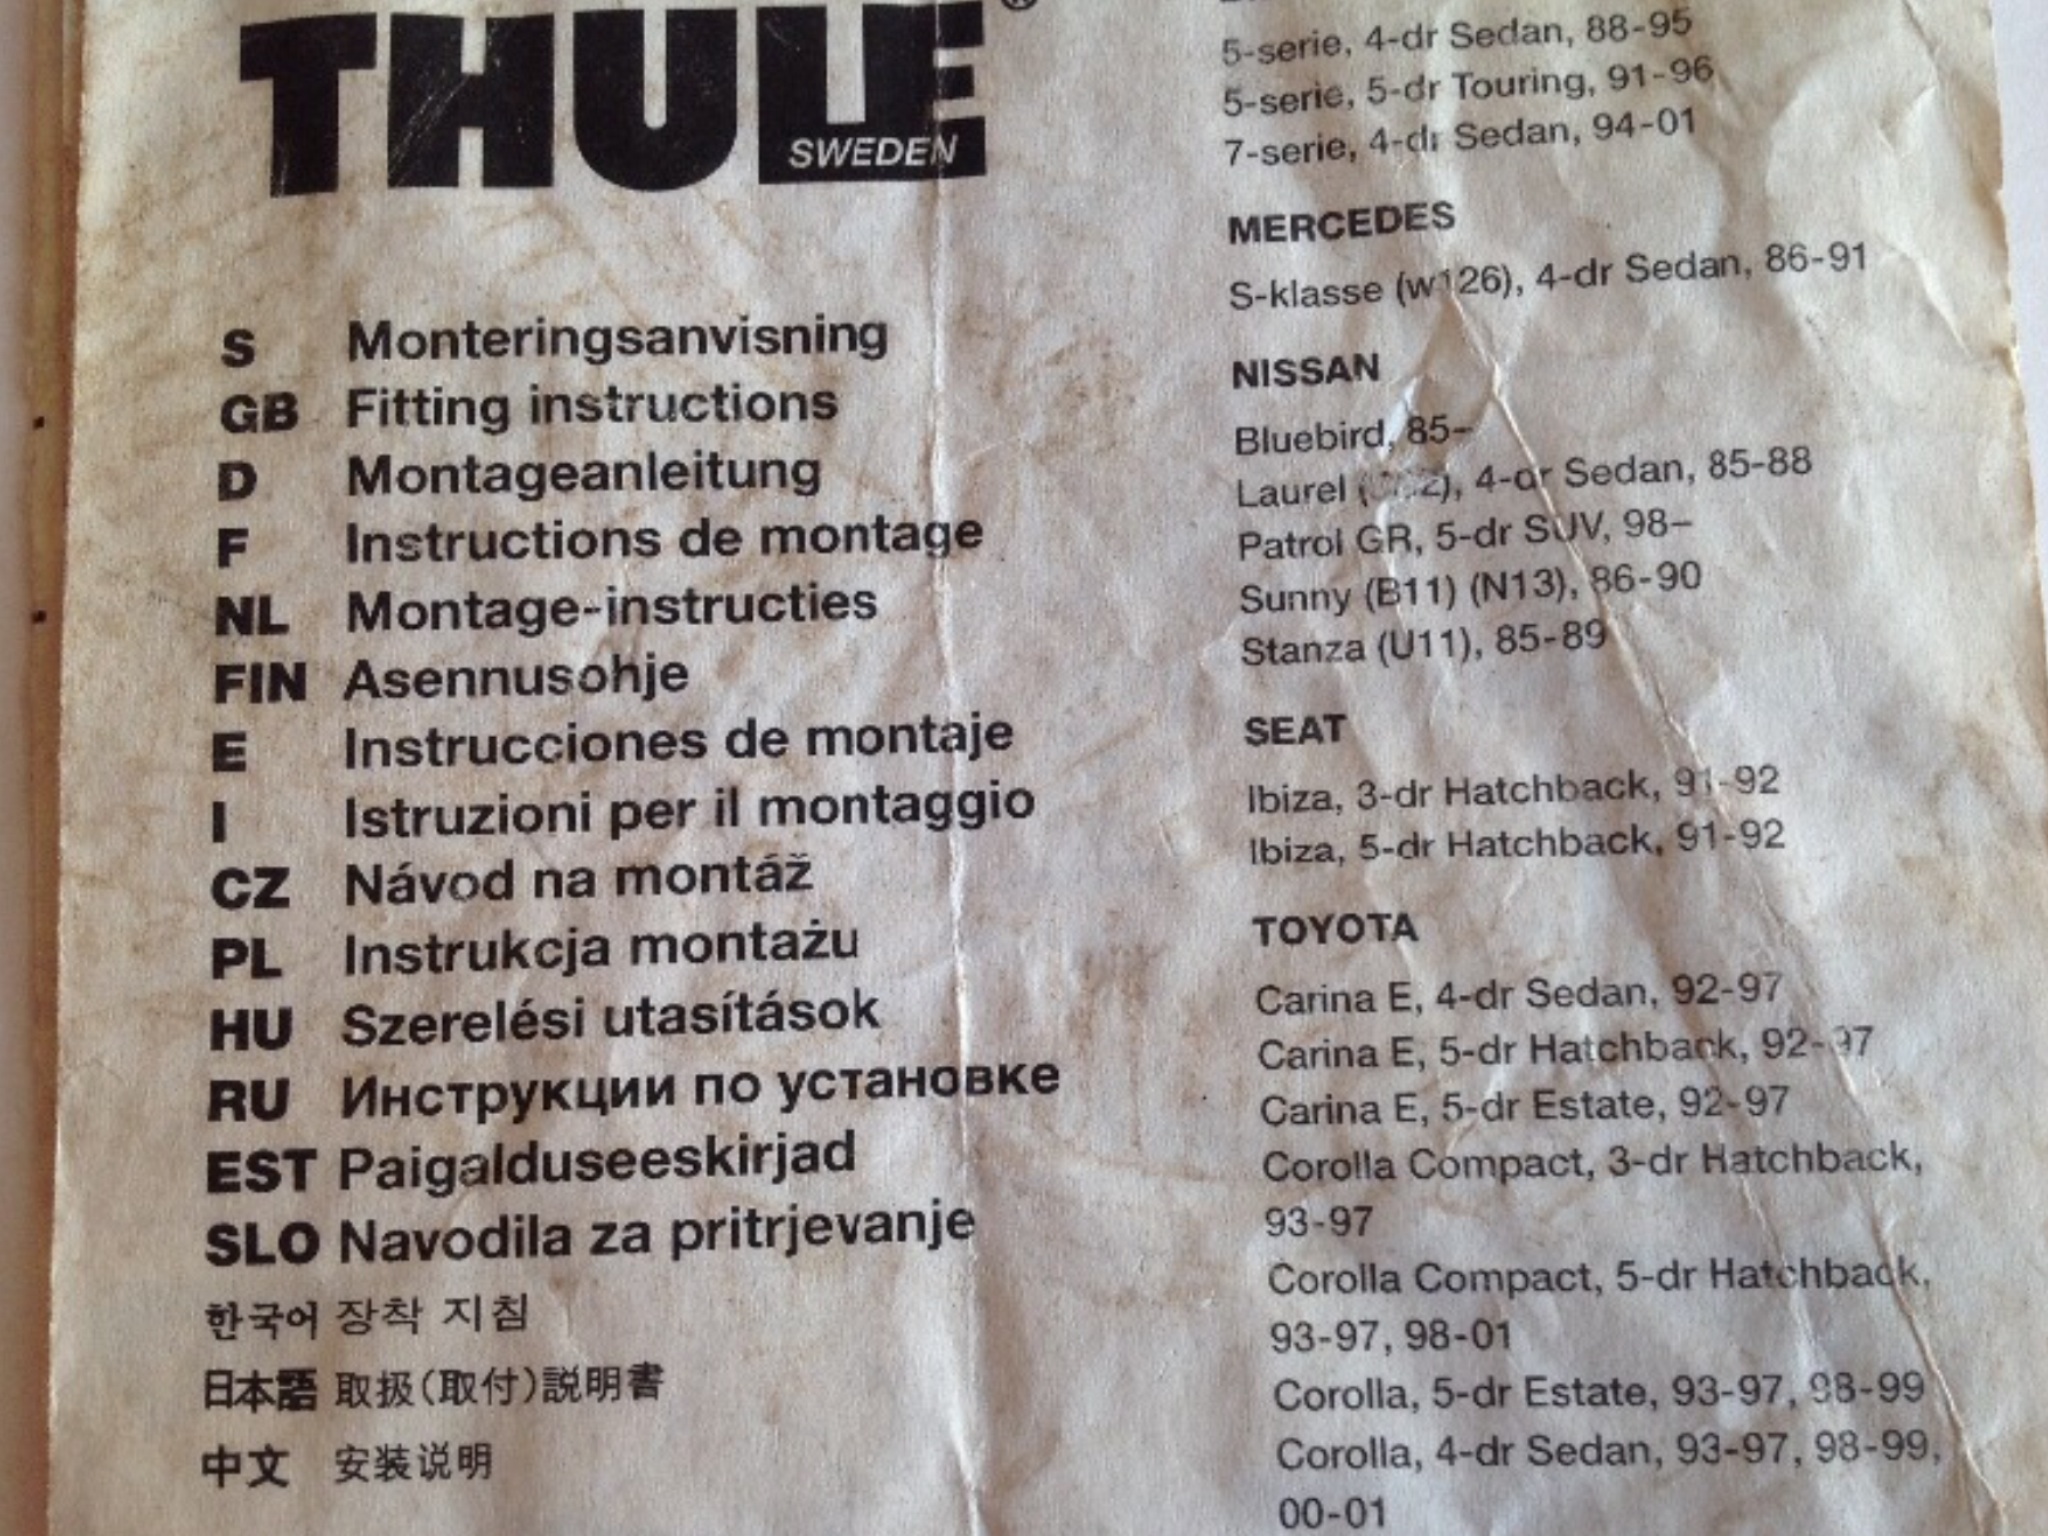 THULE®
SWEDEN
S Monteringsanvisning
GB Fitting instructions
D Montageanleitung
F Instructions de montage
NL Montage-instructies
FIN Asennusohje
E Instrucciones de montaje
I Istruzioni per il montaggio
CZ Návod na montáž
PL Instrukcja montażu
HU Szerelési utasítások
RU Инструкции по установке
EST Paigalduseeskirjad
SLO Navodila za pritrjevanje
한국어 장착 지침
日本語 取扱(取付)説明書
中文 安装说明
5-serie, 4-dr Sedan, 88-95
5-serie, 5-dr Touring, 91-96
7-serie, 4-dr Sedan, 94-01
MERCEDES
S-klasse (w126), 4-dr Sedan, 86-91
NISSAN
Bluebird, 85–
Laurel 4-dr Sedan, 85-88
Patrol GR, 5-dr SUV, 98–
Sunny (B11) (N13), 86-90
Stanza (U11), 85-89
SEAT
Ibiza, 3-dr Hatchback, 91-92
Ibiza, 5-dr Hatchback, 91-92
TOYOTA
Carina E, 4-dr Sedan, 92-97
Carina E, 5-dr Hatchback, 92-97
Carina E, 5-dr Estate, 92-97
Corolla Compact, 3-dr Hatchback,
93-97
Corolla Compact, 5-dr Hatchback,
93-97, 98-01
Corolla, 5-dr Estate, 93-97, 98-99
Corolla, 4-dr Sedan, 93-97, 98-99,
00-01